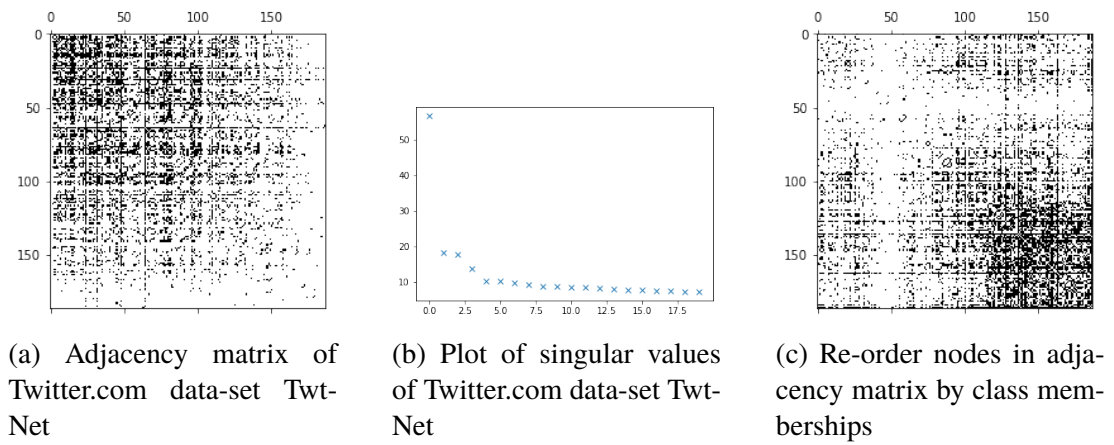 0 50 100 150
0
50
100
150
(a) Adjacency matrix of
Twitter.com data-set Twt-
Net
50
40
30
20
10
0.0 2.5 5.0 7.5 10.0 12.5 15.0 17.5
(b) Plot of singular values
of Twitter.com data-set Twt-
Net
0 50 100 150
0
50
100
150
(c) Re-order nodes in adja-
cency matrix by class mem-
berships